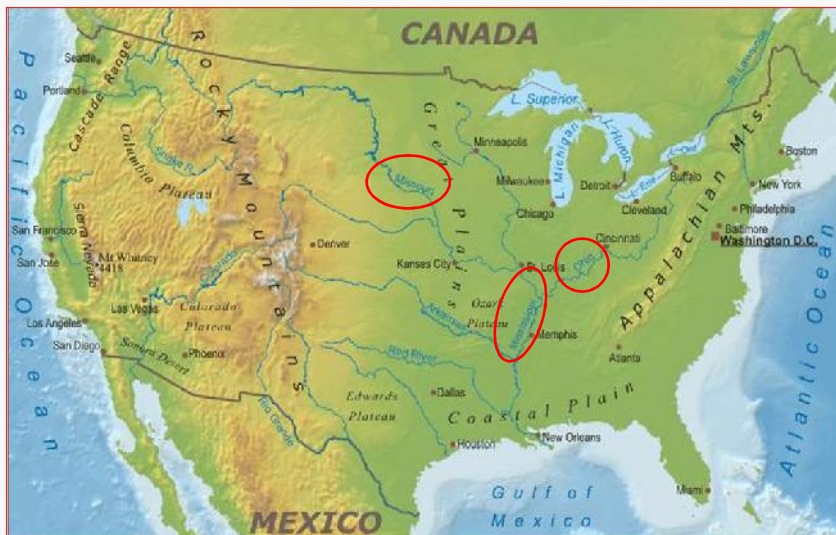 CANADA
Pacific Ocean
Seattle
Cascade Range
Portland
Rocky Mountains
Columbia Plateau
Snake R.
Great Plains
Missouri
Minneapolis
L. Superior
L. Michigan
L. Huron
L. Ont.
L. Erie
St. Lawrence
Milwaukee
Chicago
Detroit
Cleveland
Buffalo
Boston
New York
Philadelphia
Baltimore
Washington D.C.
Appalachian Mts.
Cincinnati
Ohio
San Francisco
San José
Sierra Nevada
Mt Whitney
4418
Denver
Kansas City
St. Louis
Colorado
Las Vegas
Colorado
Plateau
Ozark
Plateau
Arkansas
Mississippi
Memphis
Los Angeles
San Diego
Sonora Desert
Phoenix
Red River
Atlanta
Dallas
Edwards
Plateau
Coastal Plain
Rio Grande
Houston
New Orleans
Miami
Gulf of
Mexico
MEXICO
Atlantic Ocean